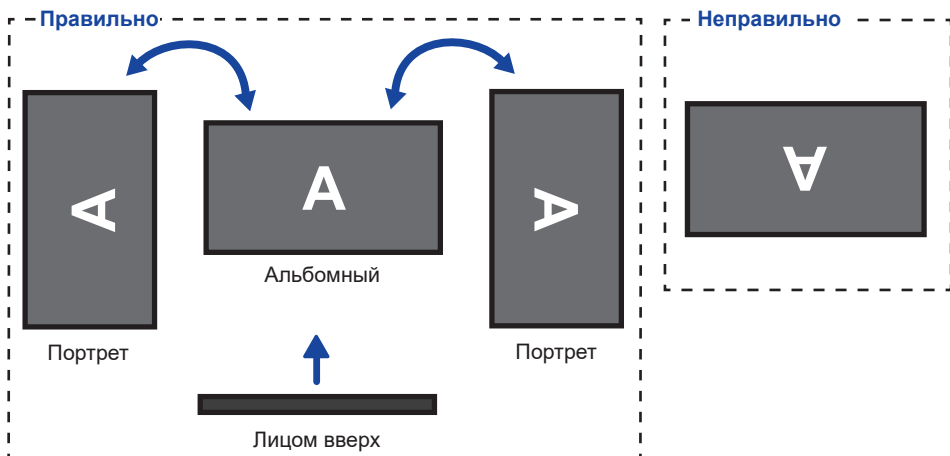 Правильно
Неправильно
A
A
A
A
Альбомный
Портрет
Портрет
Лицом вверх